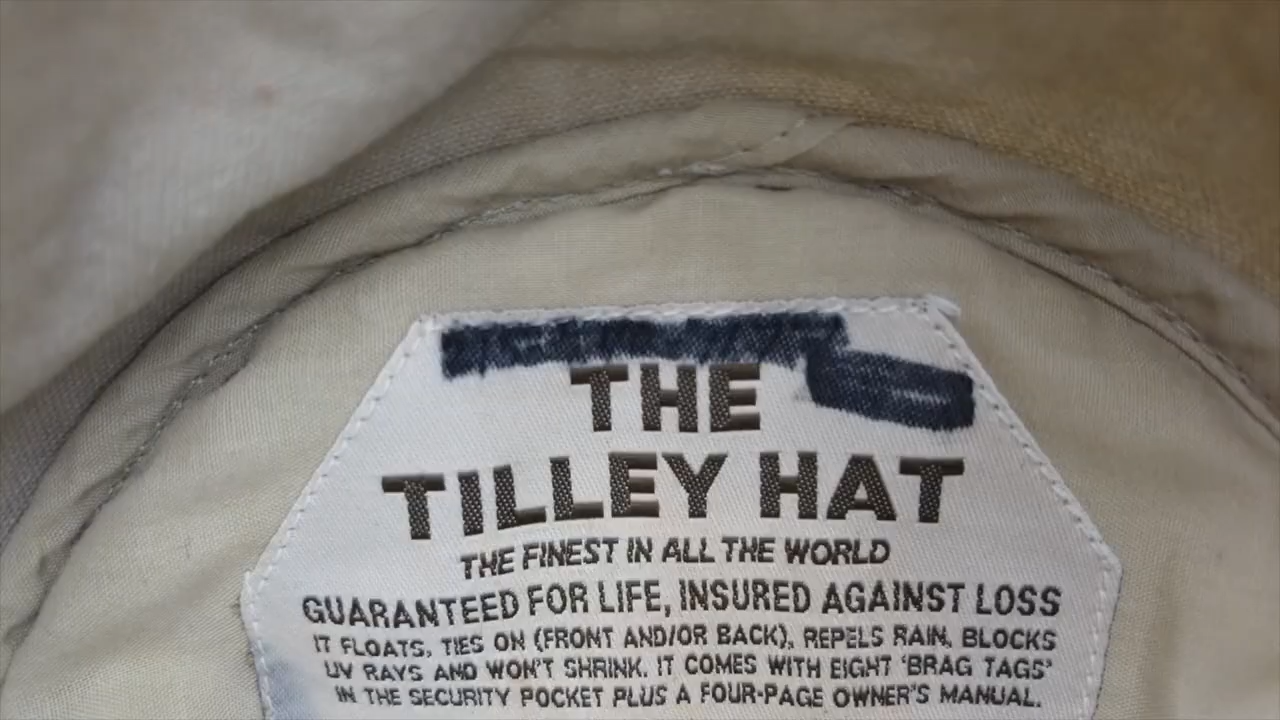 THE
TILLEY HAT
THE FINEST IN ALL THE WORLD
GUARANTEED FOR LIFE, INSURED AGAINST LOSS
IT FLOATS, TIES ON (FRONT AND/OR BACK), REPELS RAIN, BLOCKS
UV RAYS AND WON'T SHRINK. IT COMES WITH EIGHT 'BRAG TAGS'
IN THE SECURITY POCKET PLUS A FOUR-PAGE OWNER'S MANUAL.